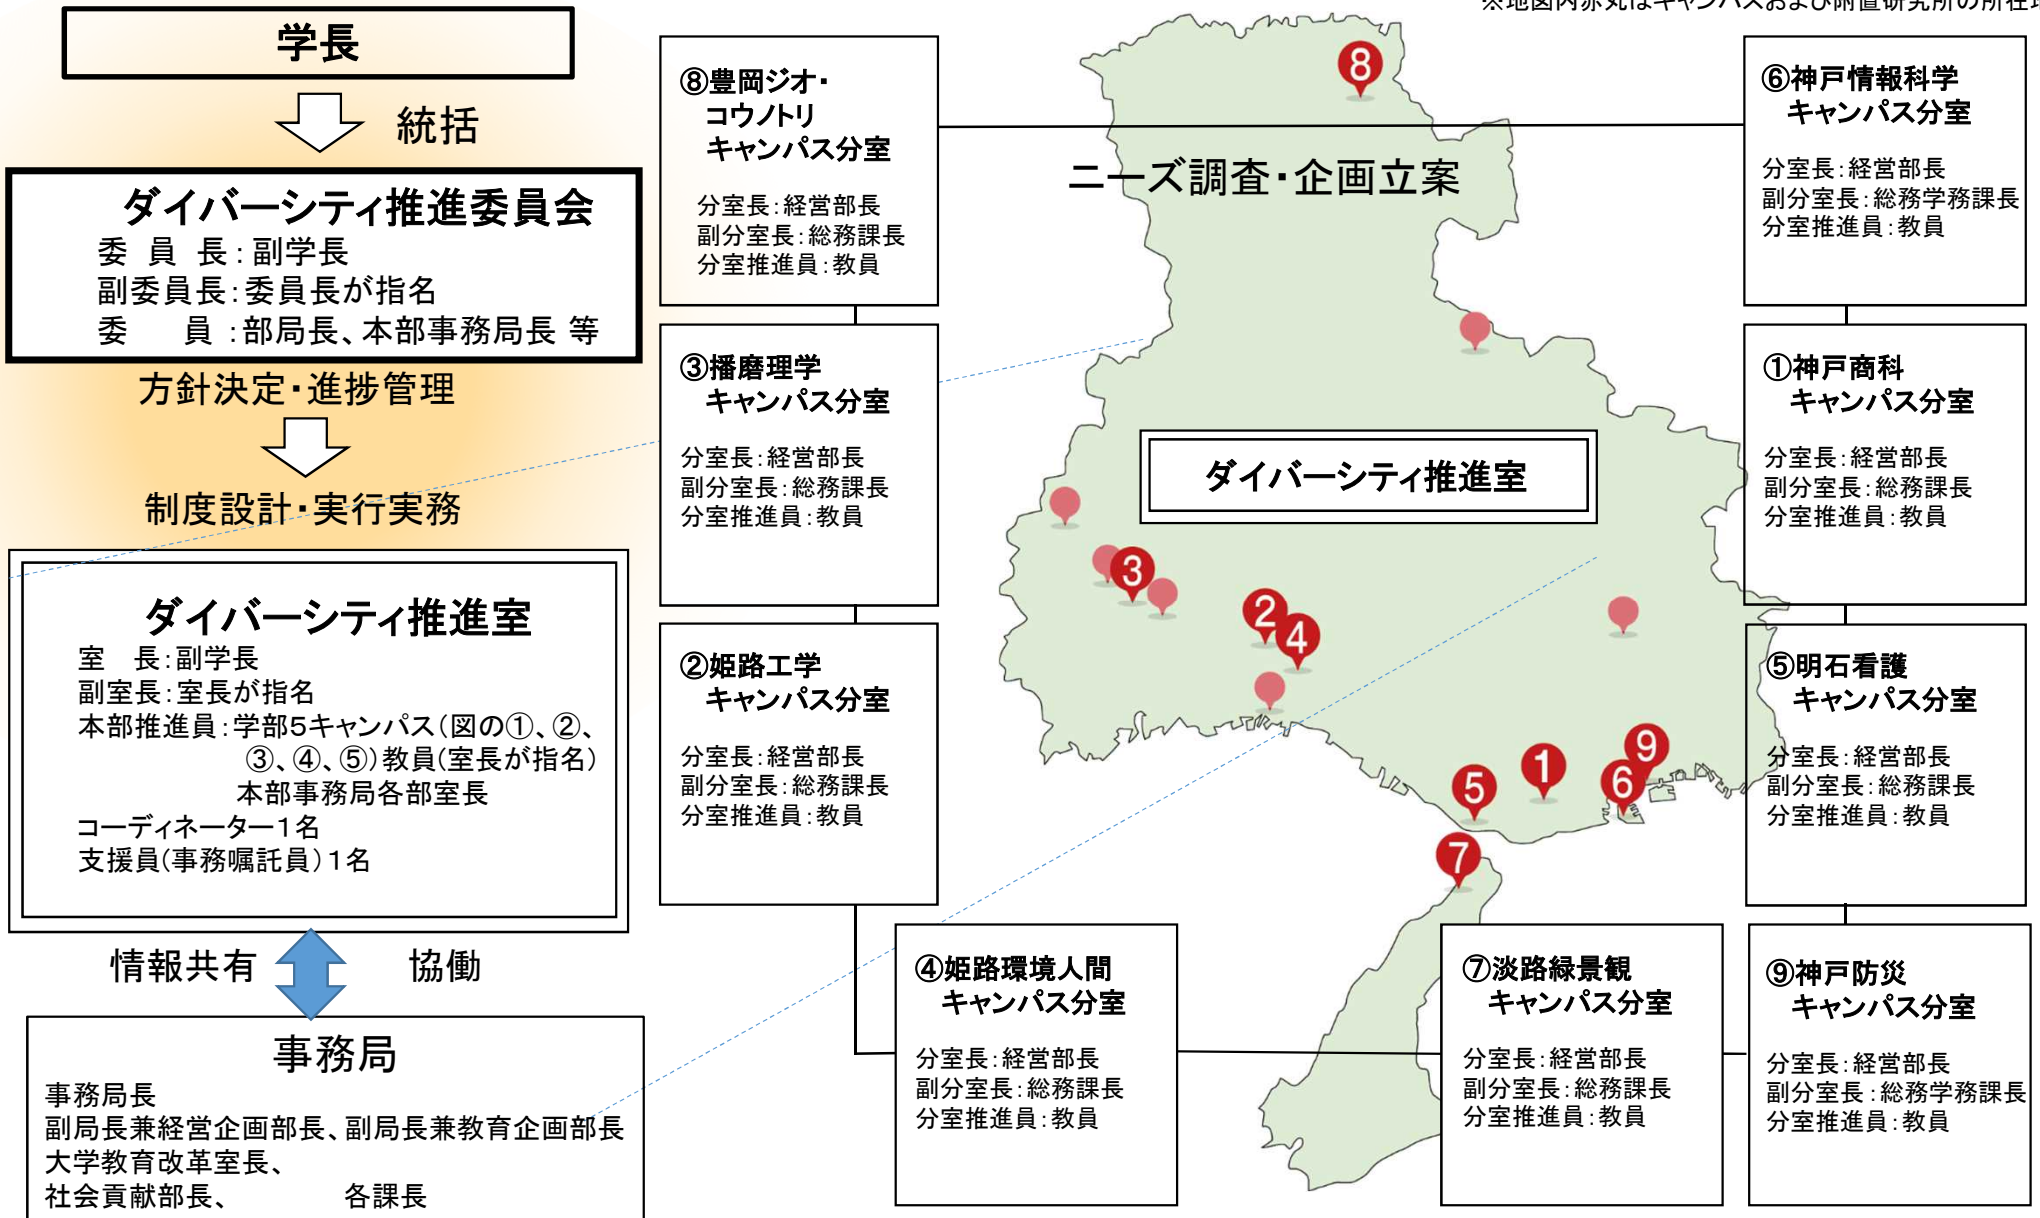 ※地図内赤丸はキャンパスおよび附置研究所の所在地
学長
統括
ダイバーシティ推進委員会
委員長：副学長
副委員長：委員長が指名
委　員：部局長、本部事務局長 等
方針決定・進捗管理
制度設計・実行実務
ダイバーシティ推進室
室　長：副学長
副室長：室長が指名
本部推進員：学部5キャンパス（図の①、②、
③、④、⑤）教員（室長が指名）
本部事務局各部室長
コーディネーター１名
支援員（事務嘱託員）１名
情報共有　協働
事務局
事務局長
副局長兼経営企画部長、副局長兼教育企画部長
大学教育改革室長、
社会貢献部長、　各課長
⑧豊岡ジオ・
コウノトリ
キャンパス分室
分室長：経営部長
副分室長：総務課長
分室推進員：教員
③播磨理学
キャンパス分室
分室長：経営部長
副分室長：総務課長
分室推進員：教員
②姫路工学
キャンパス分室
分室長：経営部長
副分室長：総務課長
分室推進員：教員
④姫路環境人間
キャンパス分室
分室長：経営部長
副分室長：総務課長
分室推進員：教員
⑦淡路緑景観
キャンパス分室
分室長：経営部長
副分室長：総務課長
分室推進員：教員
⑨神戸防災
キャンパス分室
分室長：経営部長
副分室長：総務学務課長
分室推進員：教員
⑥神戸情報科学
キャンパス分室
分室長：経営部長
副分室長：総務学務課長
分室推進員：教員
①神戸商科
キャンパス分室
分室長：経営部長
副分室長：総務課長
分室推進員：教員
⑤明石看護
キャンパス分室
分室長：経営部長
副分室長：総務課長
分室推進員：教員
ニーズ調査・企画立案
ダイバーシティ推進室
8
3
2
4
9
1
6
5
7